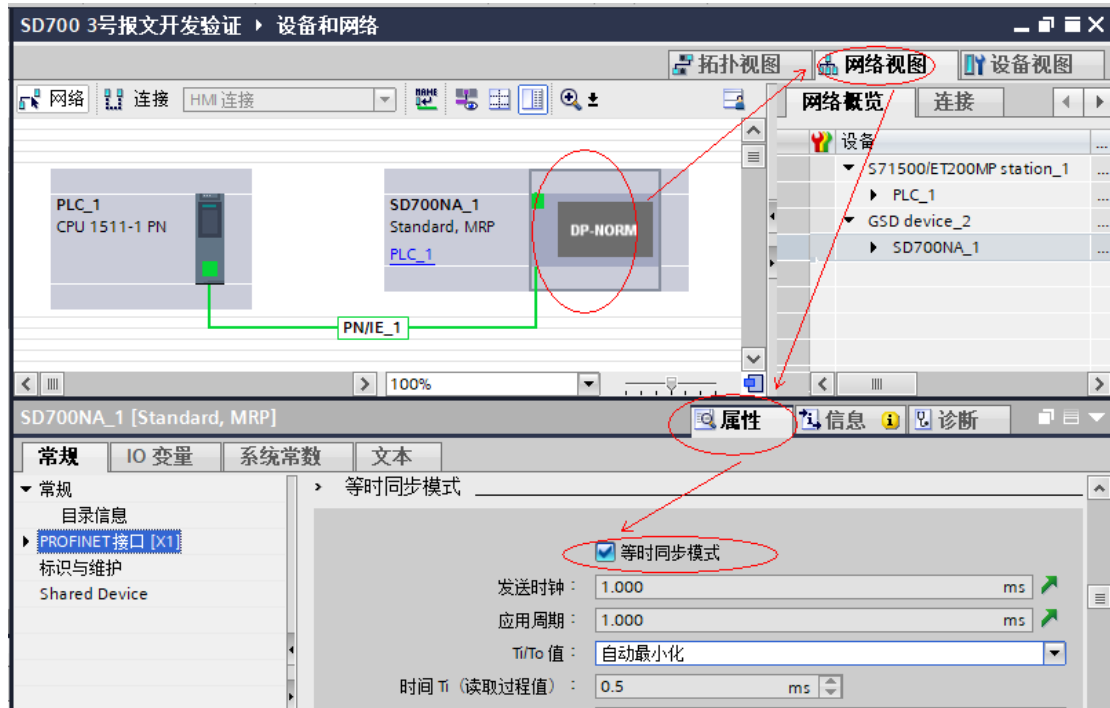 SD700 3号报文开发验证 ▸ 设备和网络
拓扑视图 网络视图 设备视图
网络 连接 HMI 连接 网络概览 连接
设备 ...
PLC_1
CPU 1511-1 PN
SD700NA_1
Standard, MRP
PLC_1
DP-NORM
PN/IE_1
S71500/ET200MP station_1 ...
PLC_1 ...
GSD device_2 ...
SD700NA_1 ...
100%
SD700NA_1 [Standard, MRP] 属性 信息 诊断
常规 IO 变量 系统常数 文本
常规
目录信息
PROFINET接口 [X1]
标识与维护
Shared Device
等时同步模式
等时同步模式
发送时钟： 1.000 ms
应用周期： 1.000 ms
Ti/To 值： 自动最小化
时间 Ti（读取过程值）： 0.5 ms